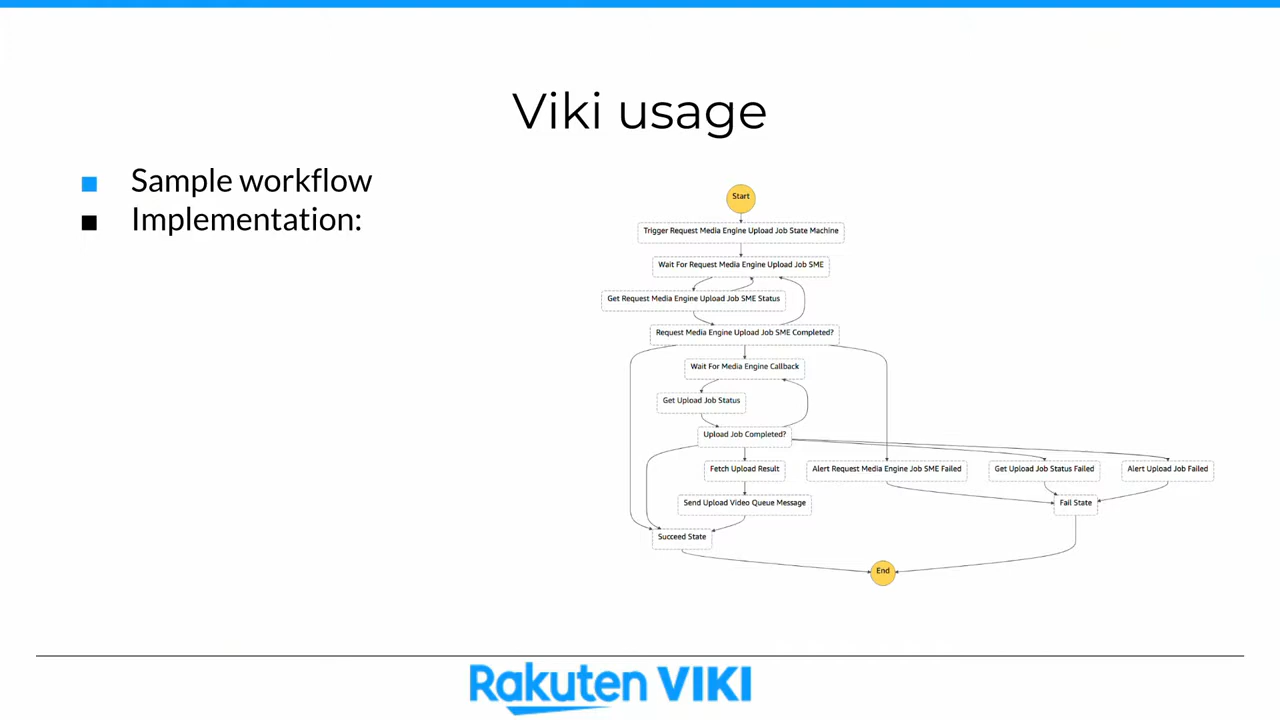 Viki usage
Sample workflow
Implementation:
Start
Trigger Request Media Engine Upload Job State Machine
Wait For Request Media Engine Upload Job SME
Get Request Media Engine Upload Job SME Status
Request Media Engine Upload Job SME Completed?
Wait For Media Engine Callback
Get Upload Job Status
Upload Job Completed?
Fetch Upload Result
Alert Request Media Engine Job SME Failed
Get Upload Job Status Failed
Alert Upload Job Failed
Send Upload Video Queue Message
Fail State
Succeed State
End
Rakuten VIKI